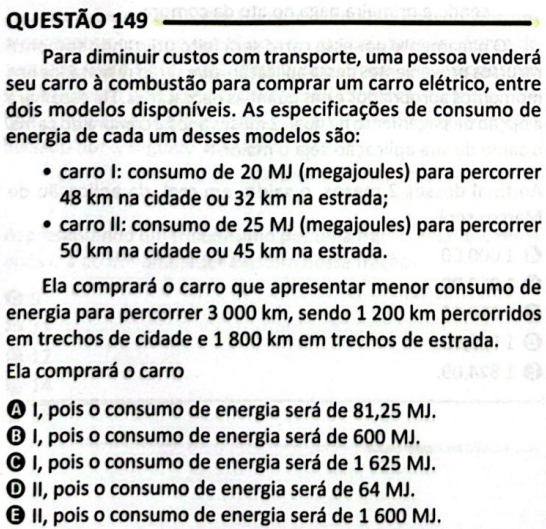 QUESTÃO 149
Para diminuir custos com transporte, uma pessoa venderá
seu carro a combustão para comprar um carro elétrico, entre
dois modelos disponíveis. As especificações de consumo de
energia de cada um desses modelos são:
• carro I: consumo de 20 MJ (megajoules) para percorrer
48 km na cidade ou 32 km na estrada;
• carro II: consumo de 25 MJ (megajoules) para percorrer
50 km na cidade ou 45 km na estrada.
Ela comprará o carro que apresentar menor consumo de
energia para percorrer 3 000 km, sendo 1 200 km percorridos
em trechos de cidade e 1 800 km em trechos de estrada.
Ela comprará o carro
A I, pois o consumo de energia será de 81,25 MJ.
B I, pois o consumo de energia será de 600 MJ.
C I, pois o consumo de energia será de 1 625 MJ.
D II, pois o consumo de energia será de 64 MJ.
E II, pois o consumo de energia será de 1 600 MJ.